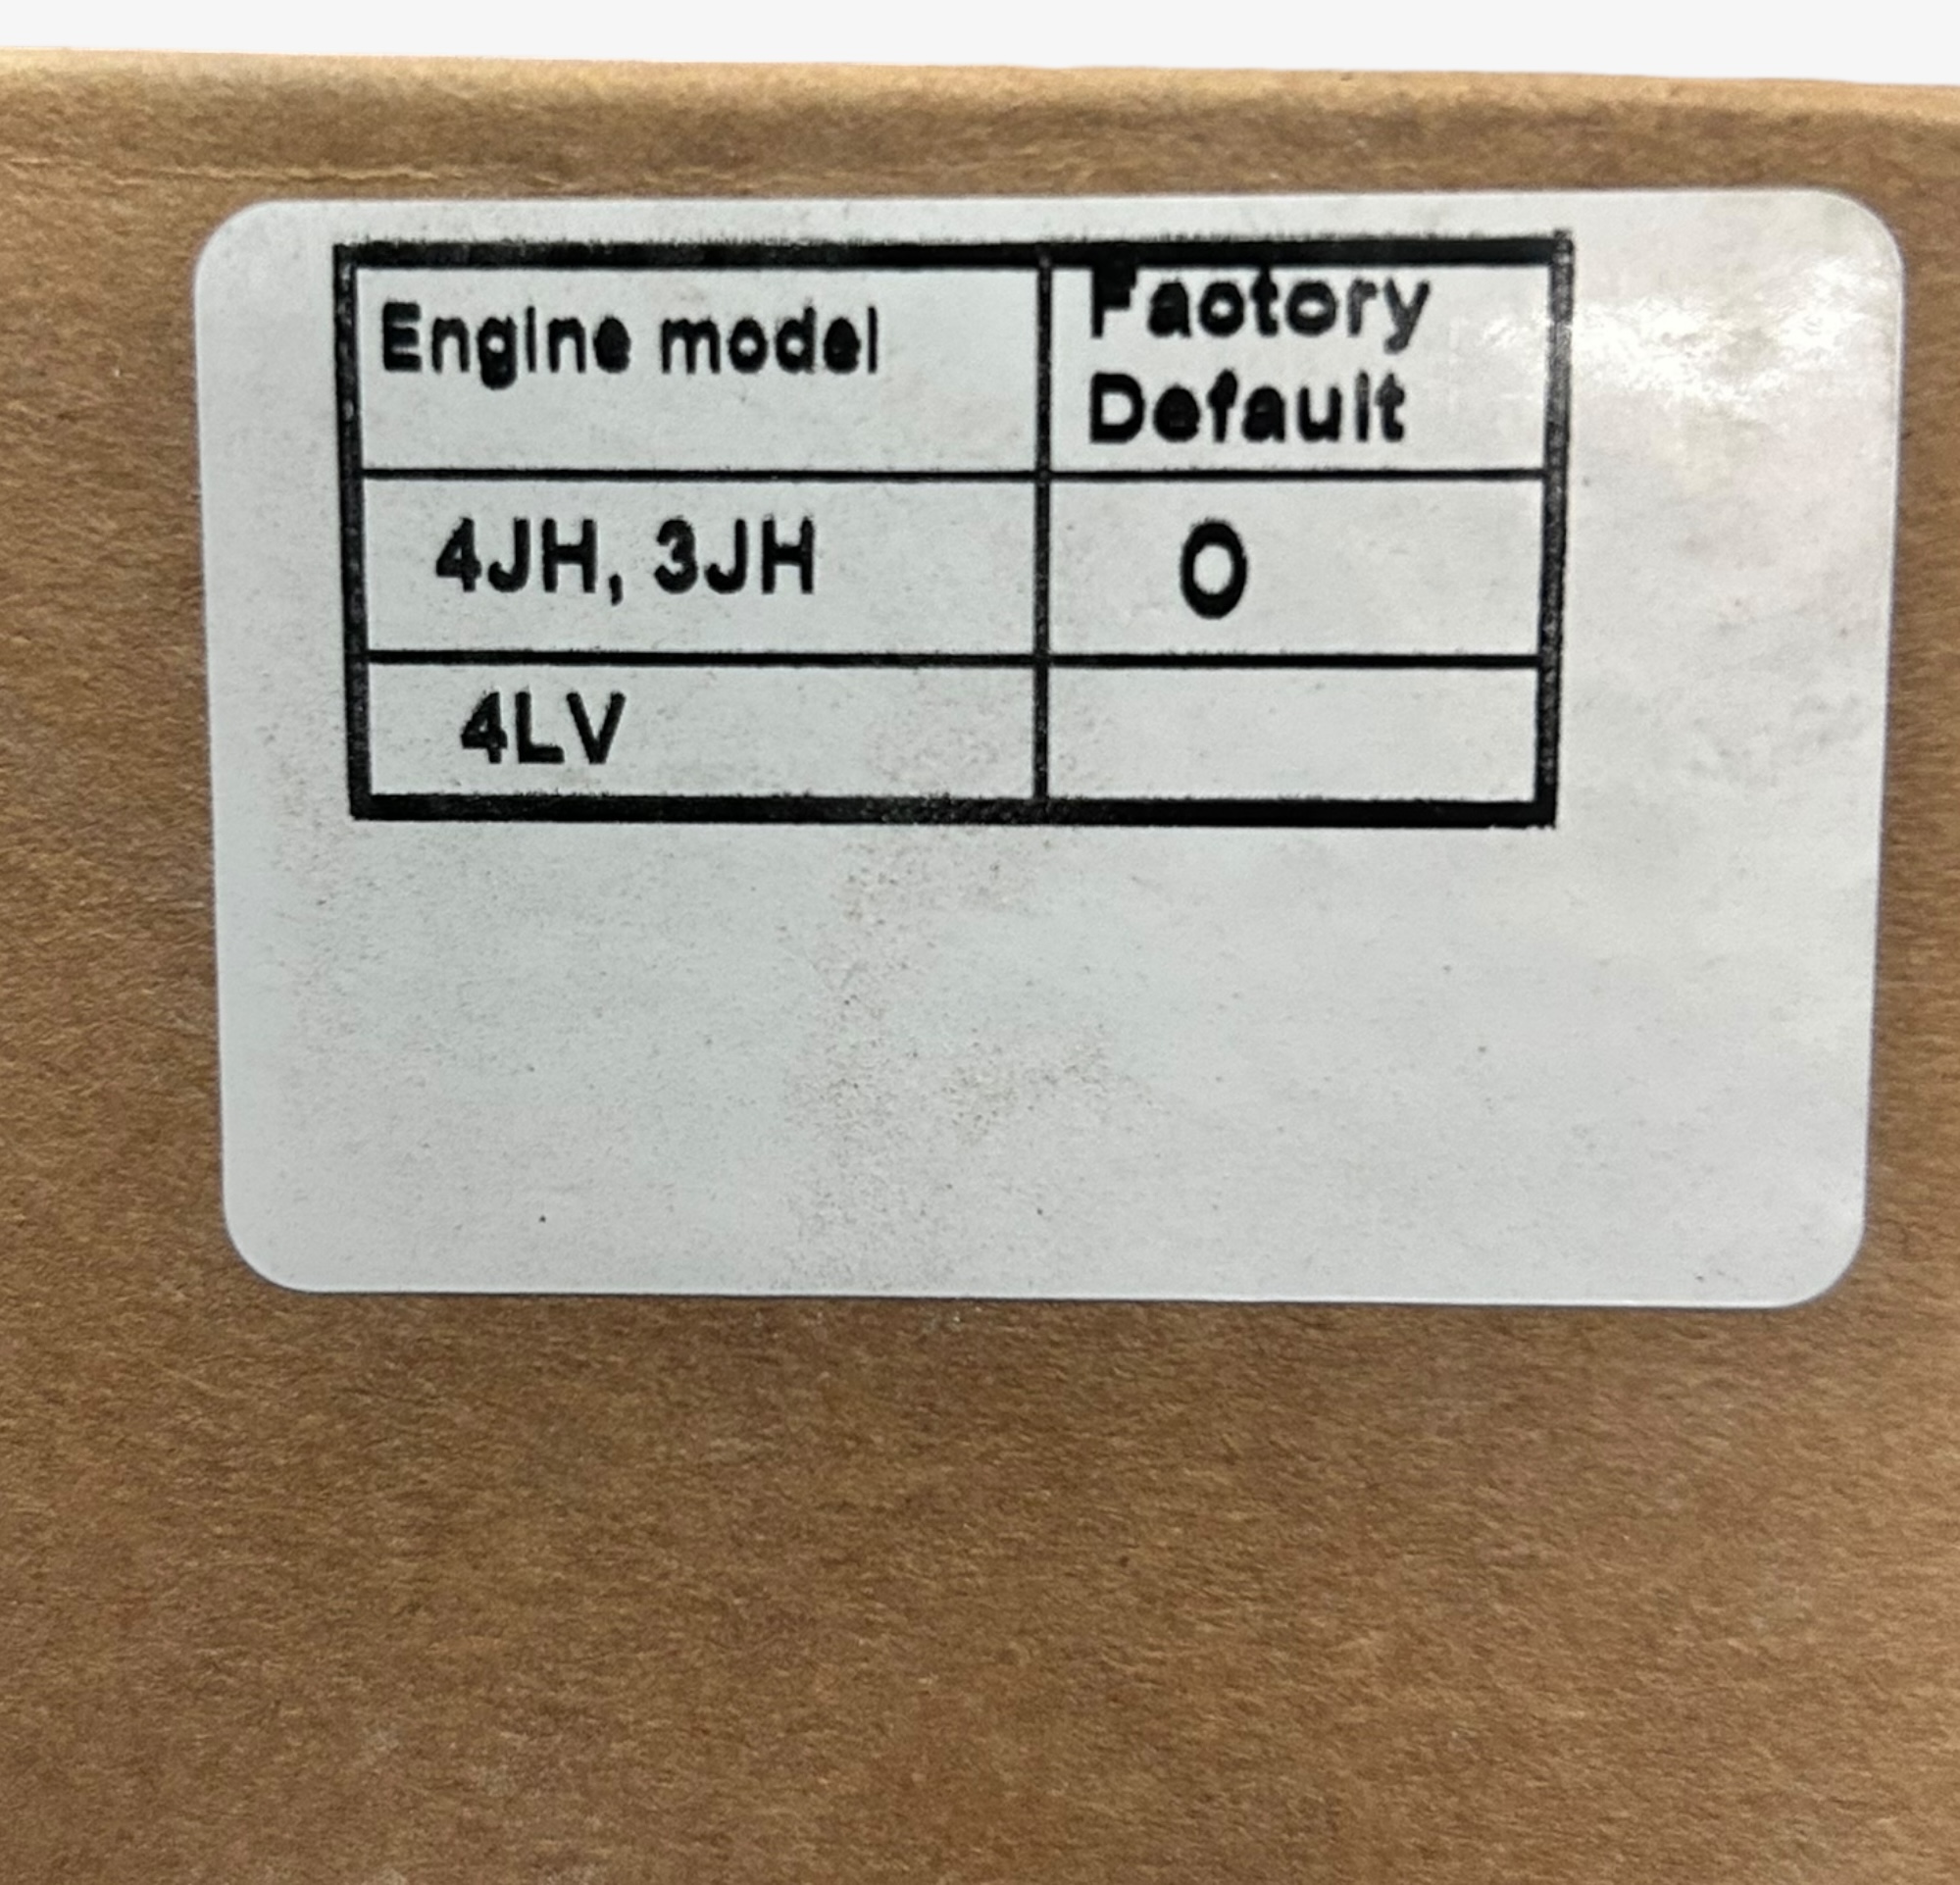 Engine model
Factory
Default
4JH, 3JH
O
4LV